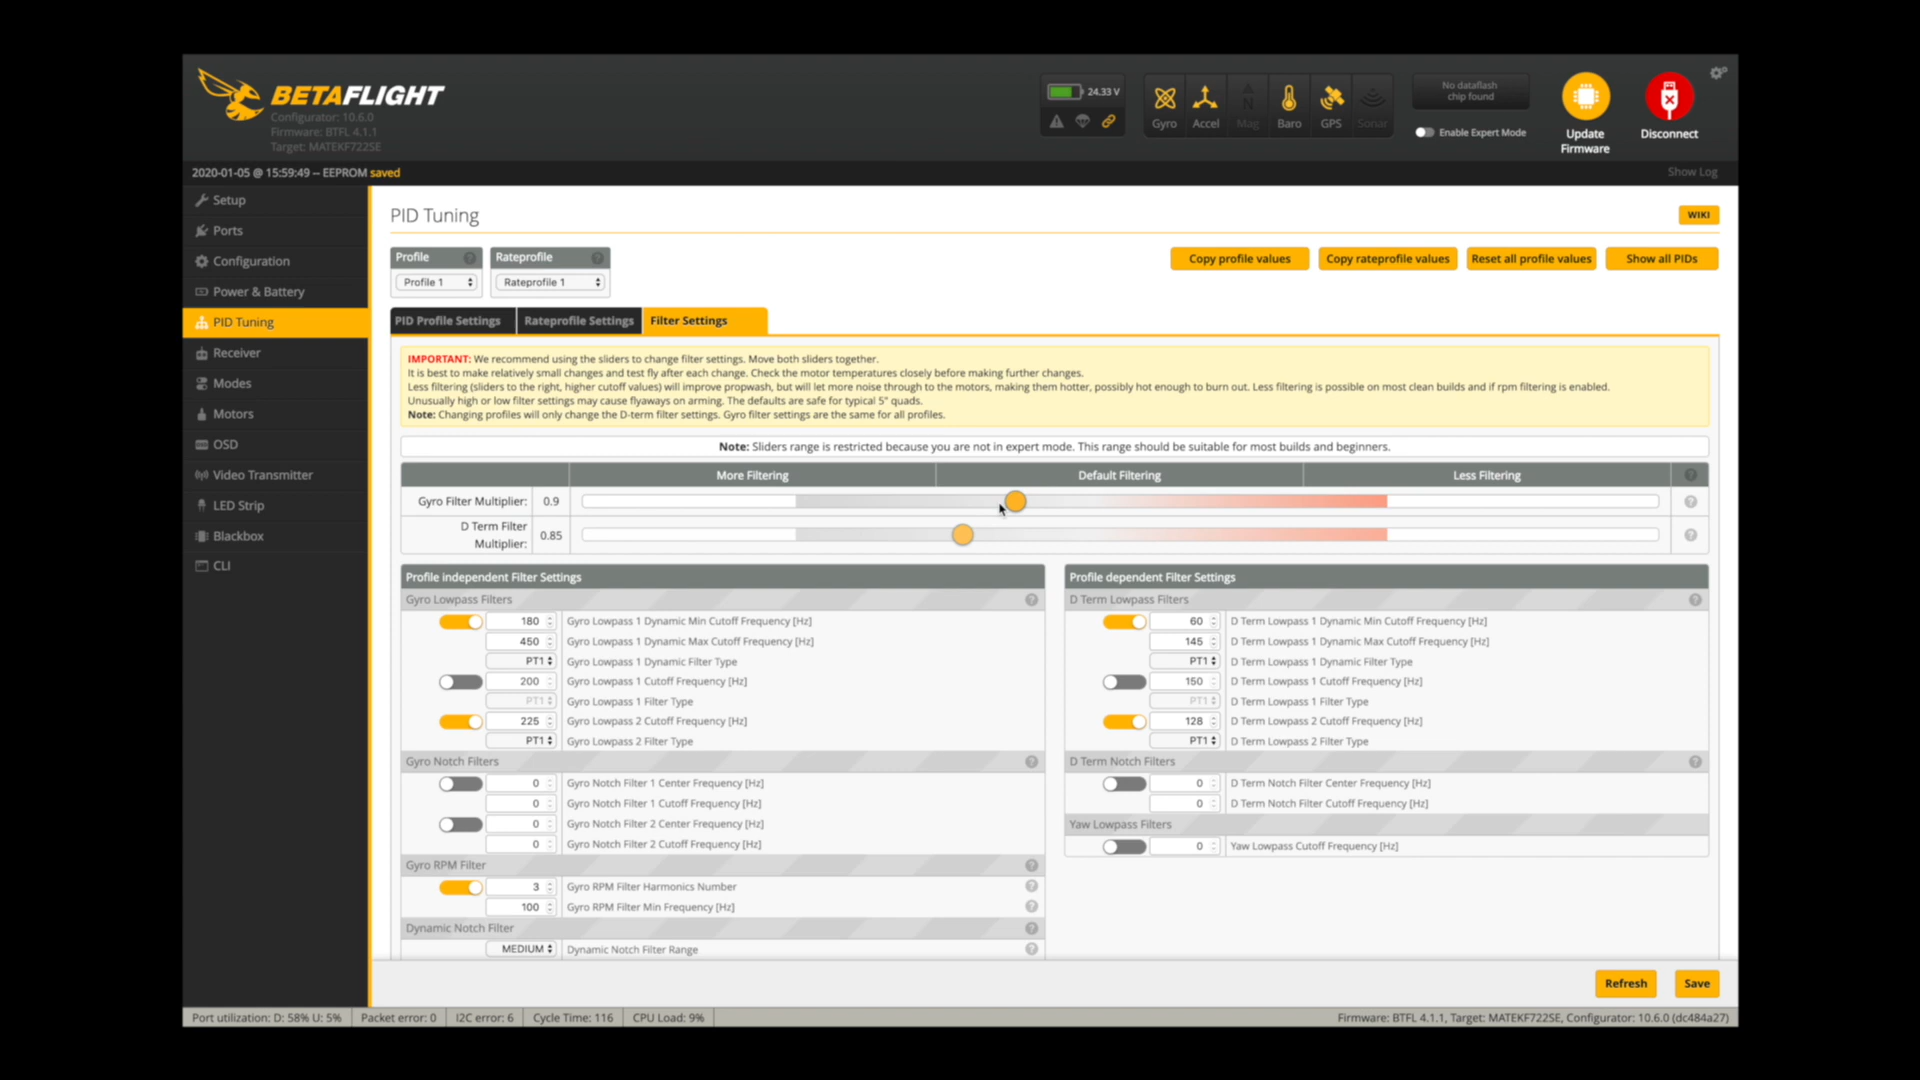 BETAFLIGHT
Configurator: 10.6.0
Firmware: BTFL 4.1.1
Target: MATEKF722SE
24.33 V
Gyro Accel Mag Baro GPS Sonar
No dataflash
chip found
Enable Expert Mode
Update
Firmware
Disconnect
2020-01-05 @ 15:59:49 -- EEPROM saved
Show Log
Setup
Ports
Configuration
Power & Battery
PID Tuning
Receiver
Modes
Motors
OSD
Video Transmitter
LED Strip
Blackbox
CLI
PID Tuning
WIKI
Profile
Profile 1
Rateprofile
Rateprofile 1
Copy profile values
Copy rateprofile values
Reset all profile values
Show all PIDs
PID Profile Settings
Rateprofile Settings
Filter Settings
IMPORTANT: We recommend using the sliders to change filter settings. Move both sliders together.
It is best to make relatively small changes and test fly after each change. Check the motor temperatures closely before making further changes.
Less filtering (sliders to the right, higher cutoff values) will improve propwash, but will let more noise through to the motors, making them hotter, possibly hot enough to burn out. Less filtering is possible on most clean builds and if rpm filtering is enabled.
Unusually high or low filter settings may cause flyaways on arming. The defaults are safe for typical 5" quads.
Note: Changing profiles will only change the D-term filter settings. Gyro filter settings are the same for all profiles.
Note: Sliders range is restricted because you are not in expert mode. This range should be suitable for most builds and beginners.
More Filtering Default Filtering Less Filtering
Gyro Filter Multiplier: 0.9
D Term Filter
Multiplier: 0.85
Profile independent Filter Settings
Gyro Lowpass Filters
180 Gyro Lowpass 1 Dynamic Min Cutoff Frequency [Hz]
450 Gyro Lowpass 1 Dynamic Max Cutoff Frequency [Hz]
PT1 Gyro Lowpass 1 Dynamic Filter Type
200 Gyro Lowpass 1 Cutoff Frequency [Hz]
PT1 Gyro Lowpass 1 Filter Type
225 Gyro Lowpass 2 Cutoff Frequency [Hz]
PT1 Gyro Lowpass 2 Filter Type
Gyro Notch Filters
0 Gyro Notch Filter 1 Center Frequency [Hz]
0 Gyro Notch Filter 1 Cutoff Frequency [Hz]
0 Gyro Notch Filter 2 Center Frequency [Hz]
0 Gyro Notch Filter 2 Cutoff Frequency [Hz]
Gyro RPM Filter
3 Gyro RPM Filter Harmonics Number
100 Gyro RPM Filter Min Frequency [Hz]
Dynamic Notch Filter
MEDIUM Dynamic Notch Filter Range
Profile dependent Filter Settings
D Term Lowpass Filters
60 D Term Lowpass 1 Dynamic Min Cutoff Frequency [Hz]
145 D Term Lowpass 1 Dynamic Max Cutoff Frequency [Hz]
PT1 D Term Lowpass 1 Dynamic Filter Type
150 D Term Lowpass 1 Cutoff Frequency [Hz]
PT1 D Term Lowpass 1 Filter Type
128 D Term Lowpass 2 Cutoff Frequency [Hz]
PT1 D Term Lowpass 2 Filter Type
D Term Notch Filters
0 D Term Notch Filter Center Frequency [Hz]
0 D Term Notch Filter Cutoff Frequency [Hz]
Yaw Lowpass Filters
0 Yaw Lowpass Cutoff Frequency [Hz]
Refresh
Save
Port utilization: D: 58% U: 5% Packet error: 0 I2C error: 6 Cycle Time: 116 CPU Load: 9%
Firmware: BTFL 4.1.1, Target: MATEKF722SE, Configurator: 10.6.0 (dc484a27)